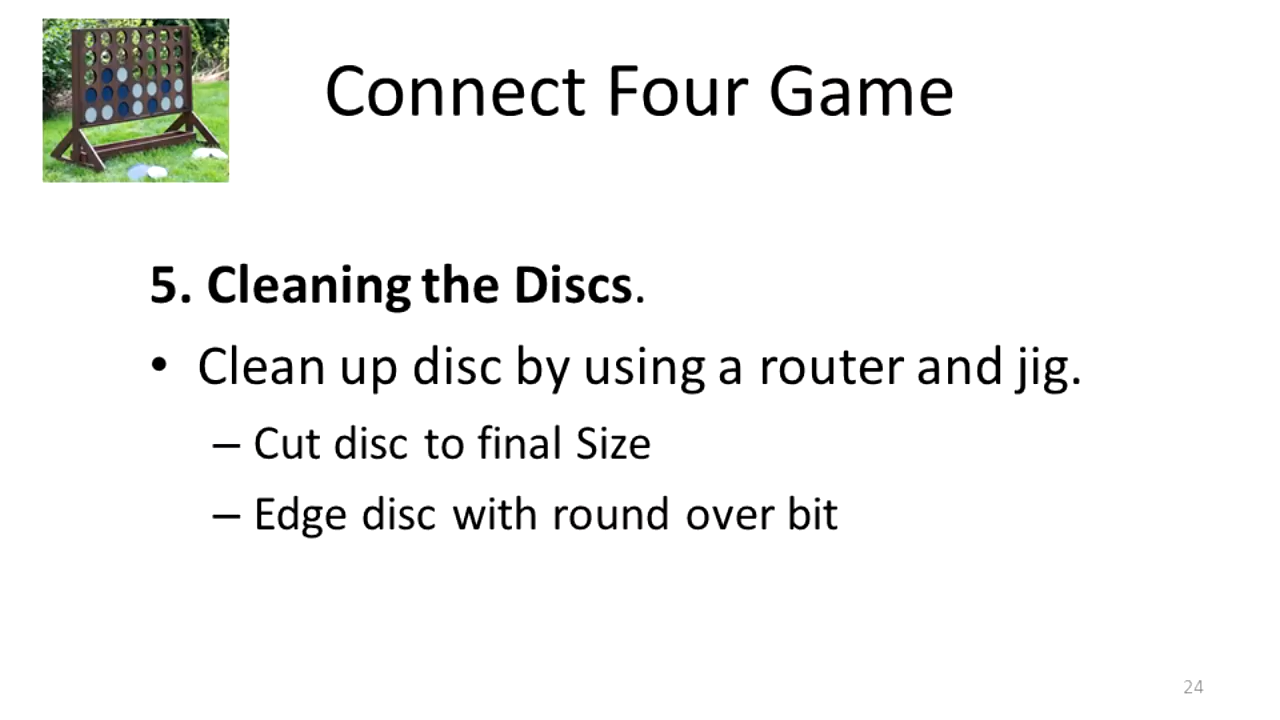 Connect Four Game
5. Cleaning the Discs.
• Clean up disc by using a router and jig.
– Cut disc to final Size
– Edge disc with round over bit
24